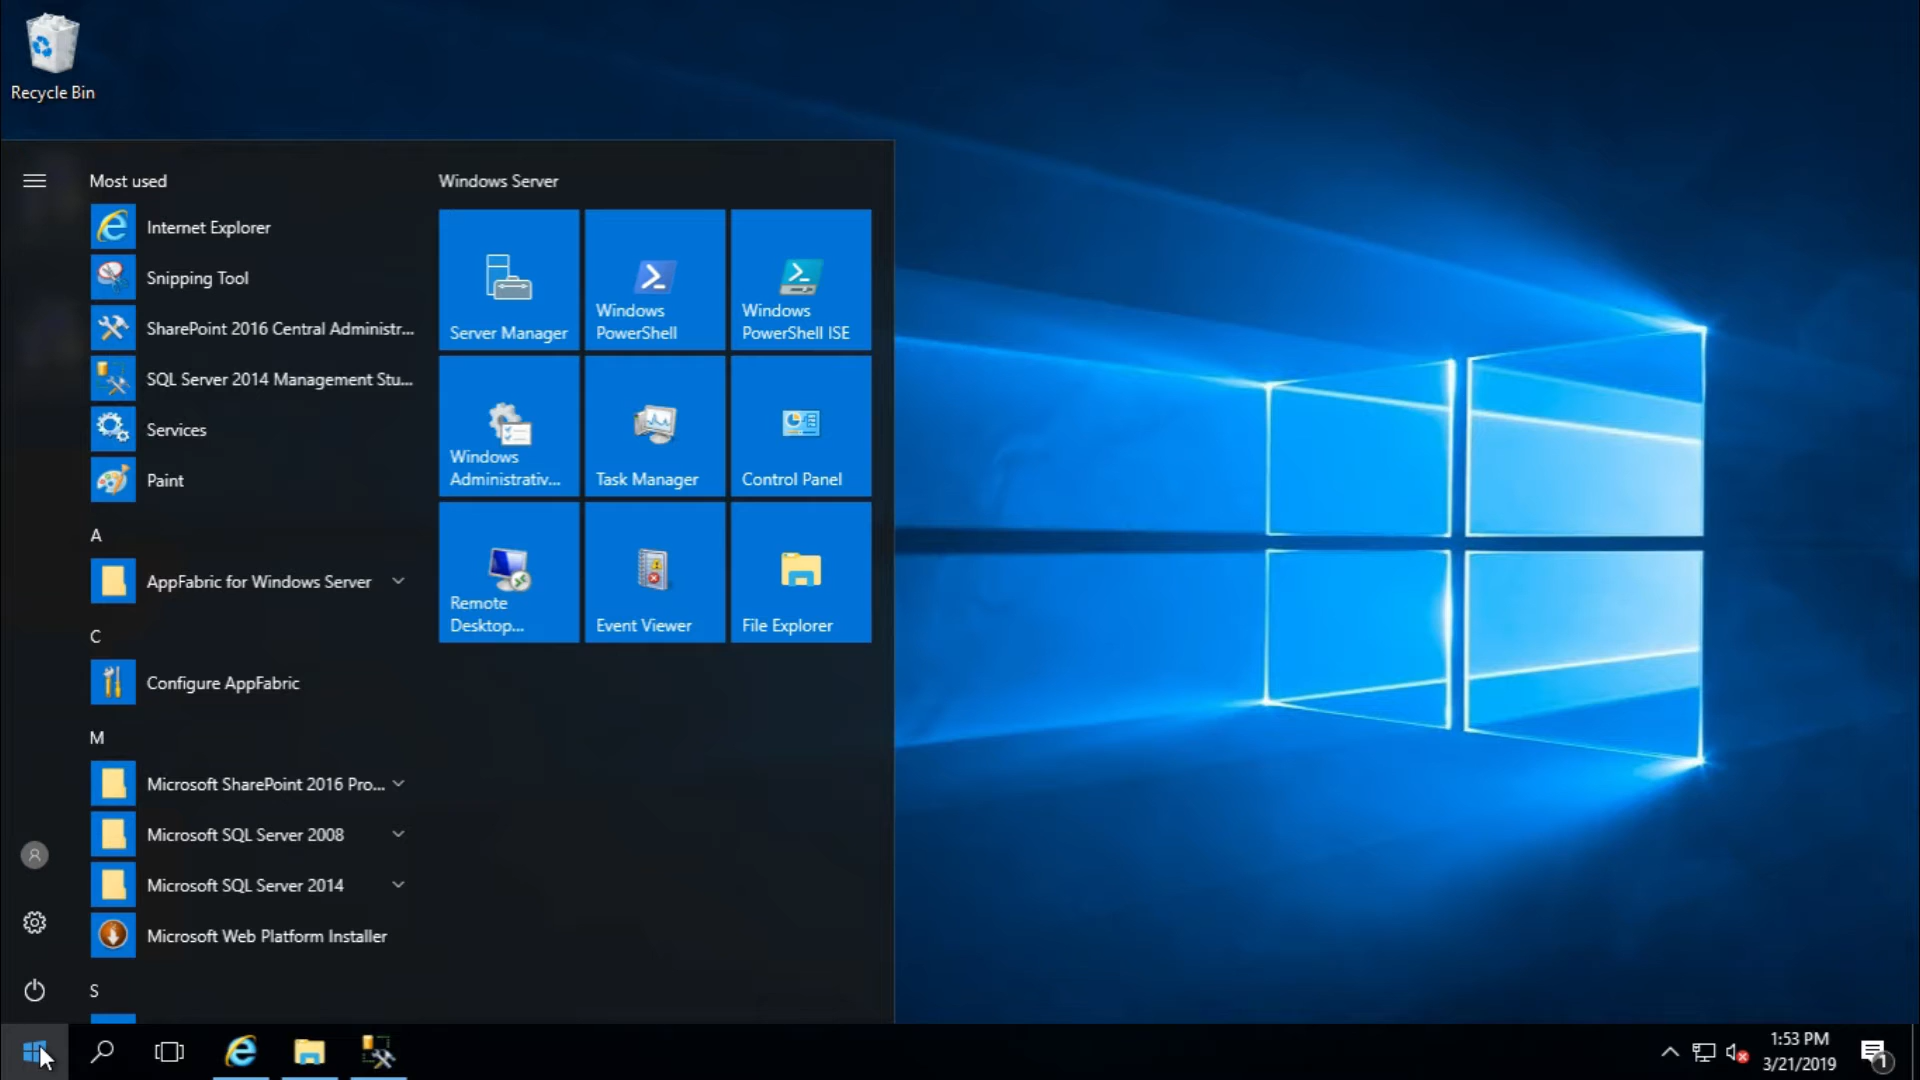 Recycle Bin
Most used
Internet Explorer
Snipping Tool
SharePoint 2016 Central Administr...
SQL Server 2014 Management Stu...
Services
Paint
A
AppFabric for Windows Server
C
Configure AppFabric
M
Microsoft SharePoint 2016 Pro...
Microsoft SQL Server 2008
Microsoft SQL Server 2014
Microsoft Web Platform Installer
S
Windows Server
Server Manager
Windows
PowerShell
Windows
PowerShell ISE
Windows
Administrativ...
Task Manager
Control Panel
Remote
Desktop...
Event Viewer
File Explorer
1:53 PM
3/21/2019
1